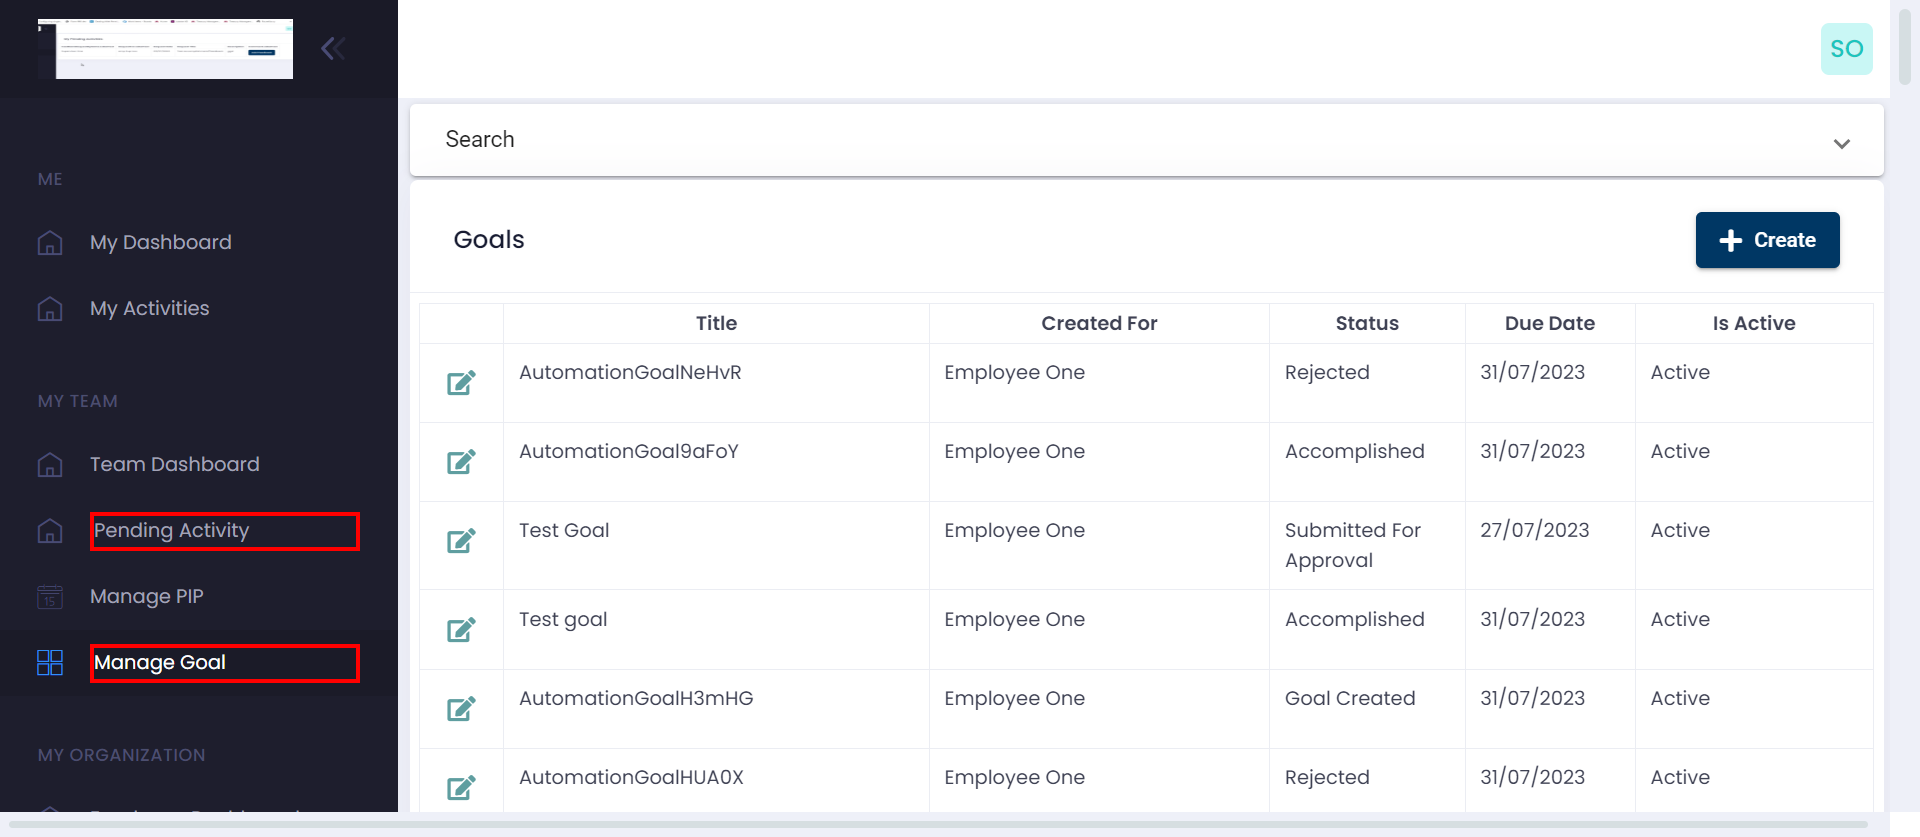 SO
Search
ME
My Dashboard
My Activities
MY TEAM
Team Dashboard
Pending Activity
15
Manage PIP
Manage Goal
MY ORGANIZATION
Goals
Create
Title Created For Status Due Date Is Active
AutomationGoalNeHvR Employee One Rejected 31/07/2023 Active
AutomationGoal9aFoY Employee One Accomplished 31/07/2023 Active
Test Goal Employee One Submitted For 27/07/2023 Active
Approval
Test goal Employee One Accomplished 31/07/2023 Active
AutomationGoalH3mHG Employee One Goal Created 31/07/2023 Active
AutomationGoalHUA0X Employee One Rejected 31/07/2023 Active